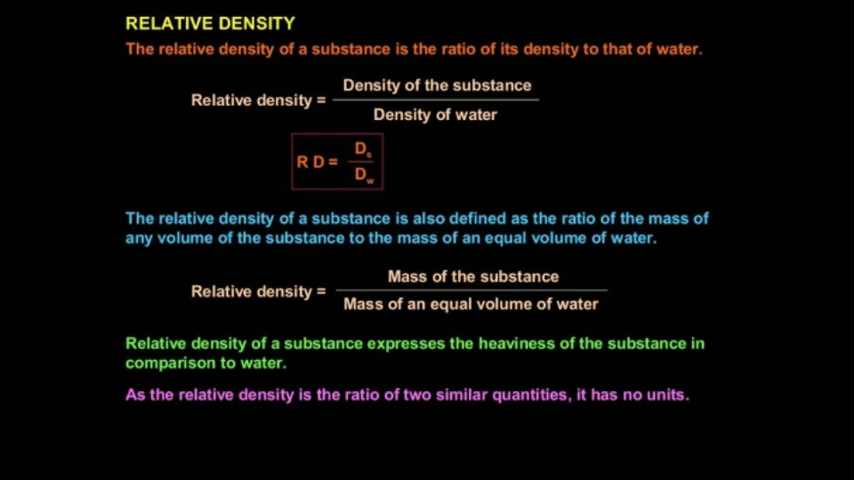 RELATIVE DENSITY
The relative density of a substance is the ratio of its density to that of water.
Density of the substance
Relative density =
Density of water
D s
R D =
D w
The relative density of a substance is also defined as the ratio of the mass of
any volume of the substance to the mass of an equal volume of water.
Mass of the substance
Relative density =
Mass of an equal volume of water
Relative density of a substance expresses the heaviness of the substance in
comparison to water.
As the relative density is the ratio of two similar quantities, it has no units.